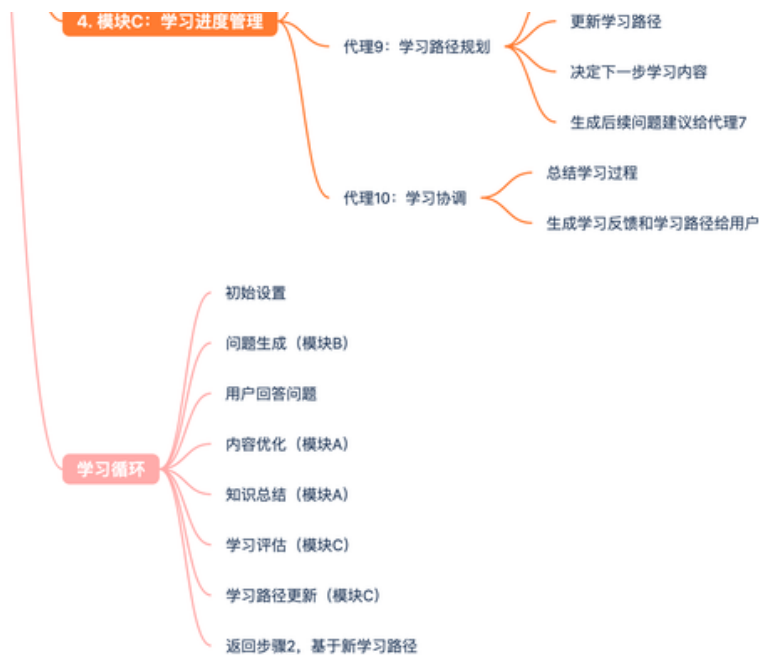 4. 模块C：学习进度管理
代理9：学习路径规划
更新学习路径
决定下一步学习内容
生成后续问题建议给代理7
代理10：学习协调
总结学习过程
生成学习反馈和学习路径给用户
学习循环
初始设置
问题生成（模块B）
用户回答问题
内容优化（模块A）
知识总结（模块A）
学习评估（模块C）
学习路径更新（模块C）
返回步骤2，基于新学习路径